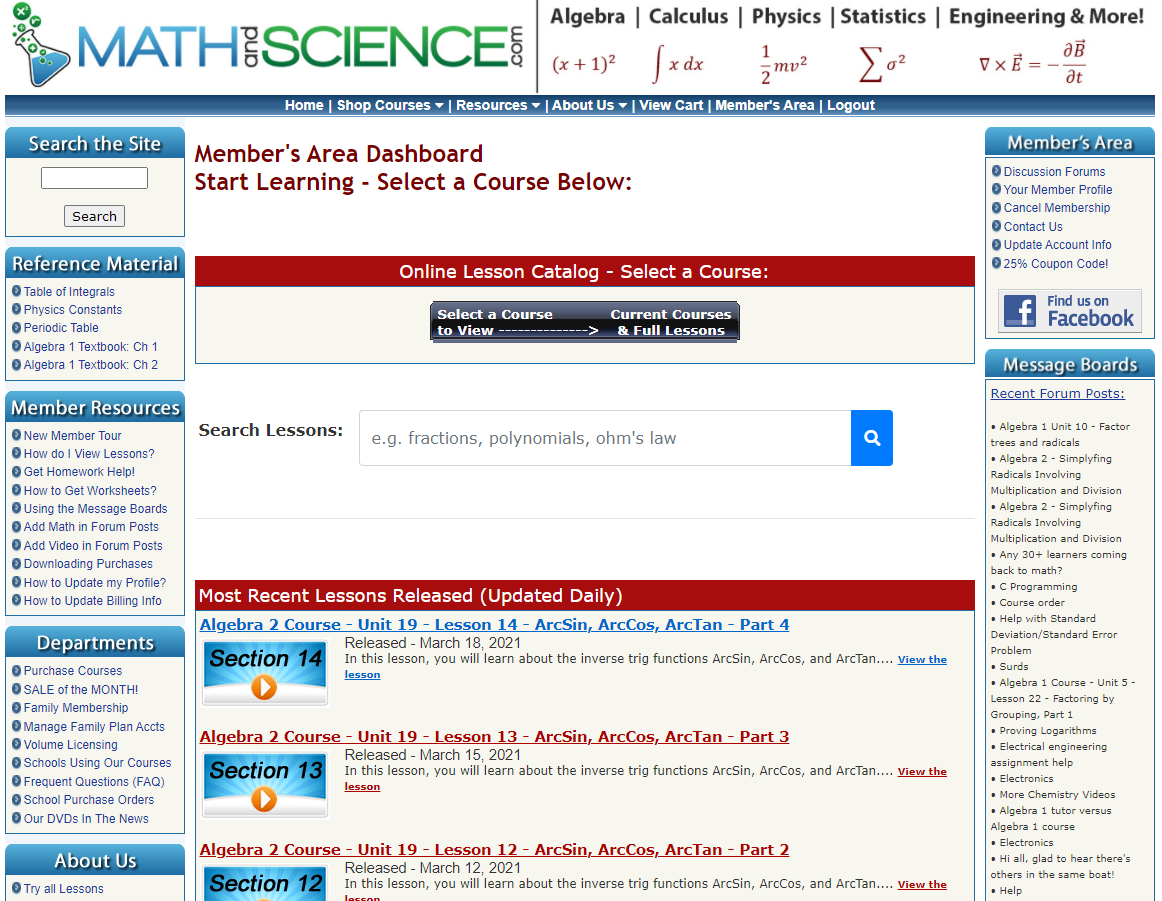 MATH and SCIENCE .com
Algebra | Calculus | Physics | Statistics | Engineering & More!
(x + 1)² ∫ x dx 1/2 mv² ∑ σ² ∇ × E⃗ = − ∂B⃗/∂t
Home | Shop Courses | Resources | About Us | View Cart | Member's Area | Logout
Search the Site
Search
Reference Material
Table of Integrals
Physics Constants
Periodic Table
Algebra 1 Textbook: Ch 1
Algebra 1 Textbook: Ch 2
Member Resources
New Member Tour
How do I View Lessons?
Get Homework Help!
How to Get Worksheets?
Using the Message Boards
Add Math in Forum Posts
Add Video in Forum Posts
Downloading Purchases
How to Update my Profile?
How to Update Billing Info
Departments
Purchase Courses
SALE of the MONTH!
Family Membership
Manage Family Plan Accts
Volume Licensing
Schools Using Our Courses
Frequent Questions (FAQ)
School Purchase Orders
Our DVDs In The News
About Us
Try all Lessons
Member's Area Dashboard
Start Learning - Select a Course Below:
Online Lesson Catalog - Select a Course:
Select a Course Current Courses
to View --------------> & Full Lessons
Search Lessons: e.g. fractions, polynomials, ohm's law
Most Recent Lessons Released (Updated Daily)
Algebra 2 Course - Unit 19 - Lesson 14 - ArcSin, ArcCos, ArcTan - Part 4
Section 14
Released - March 18, 2021
In this lesson, you will learn about the inverse trig functions ArcSin, ArcCos, and ArcTan.... View the
lesson
Algebra 2 Course - Unit 19 - Lesson 13 - ArcSin, ArcCos, ArcTan - Part 3
Section 13
Released - March 15, 2021
In this lesson, you will learn about the inverse trig functions ArcSin, ArcCos, and ArcTan.... View the
lesson
Algebra 2 Course - Unit 19 - Lesson 12 - ArcSin, ArcCos, ArcTan - Part 2
Section 12
Released - March 12, 2021
In this lesson, you will learn about the inverse trig functions ArcSin, ArcCos, and ArcTan.... View the
lesson
Member's Area
Discussion Forums
Your Member Profile
Cancel Membership
Contact Us
Update Account Info
25% Coupon Code!
f Find us on
Facebook
Message Boards
Recent Forum Posts:
• Algebra 1 Unit 10 - Factor
trees and radicals
• Algebra 2 - Simplyfing
Radicals Involving
Multiplication and Division
• Algebra 2 - Simplyfing
Radicals Involving
Multiplication and Division
• Any 30+ learners coming
back to math?
• C Programming
• Course order
• Help with Standard
Deviation/Standard Error
Problem
• Surds
• Algebra 1 Course - Unit 5 -
Lesson 22 - Factoring by
Grouping, Part 1
• Proving Logarithms
• Electrical engineering
assignment help
• Electronics
• More Chemistry Videos
• Algebra 1 tutor versus
Algebra 1 course
• Electronics
• Hi all, glad to hear there's
others in the same boat!
• Help